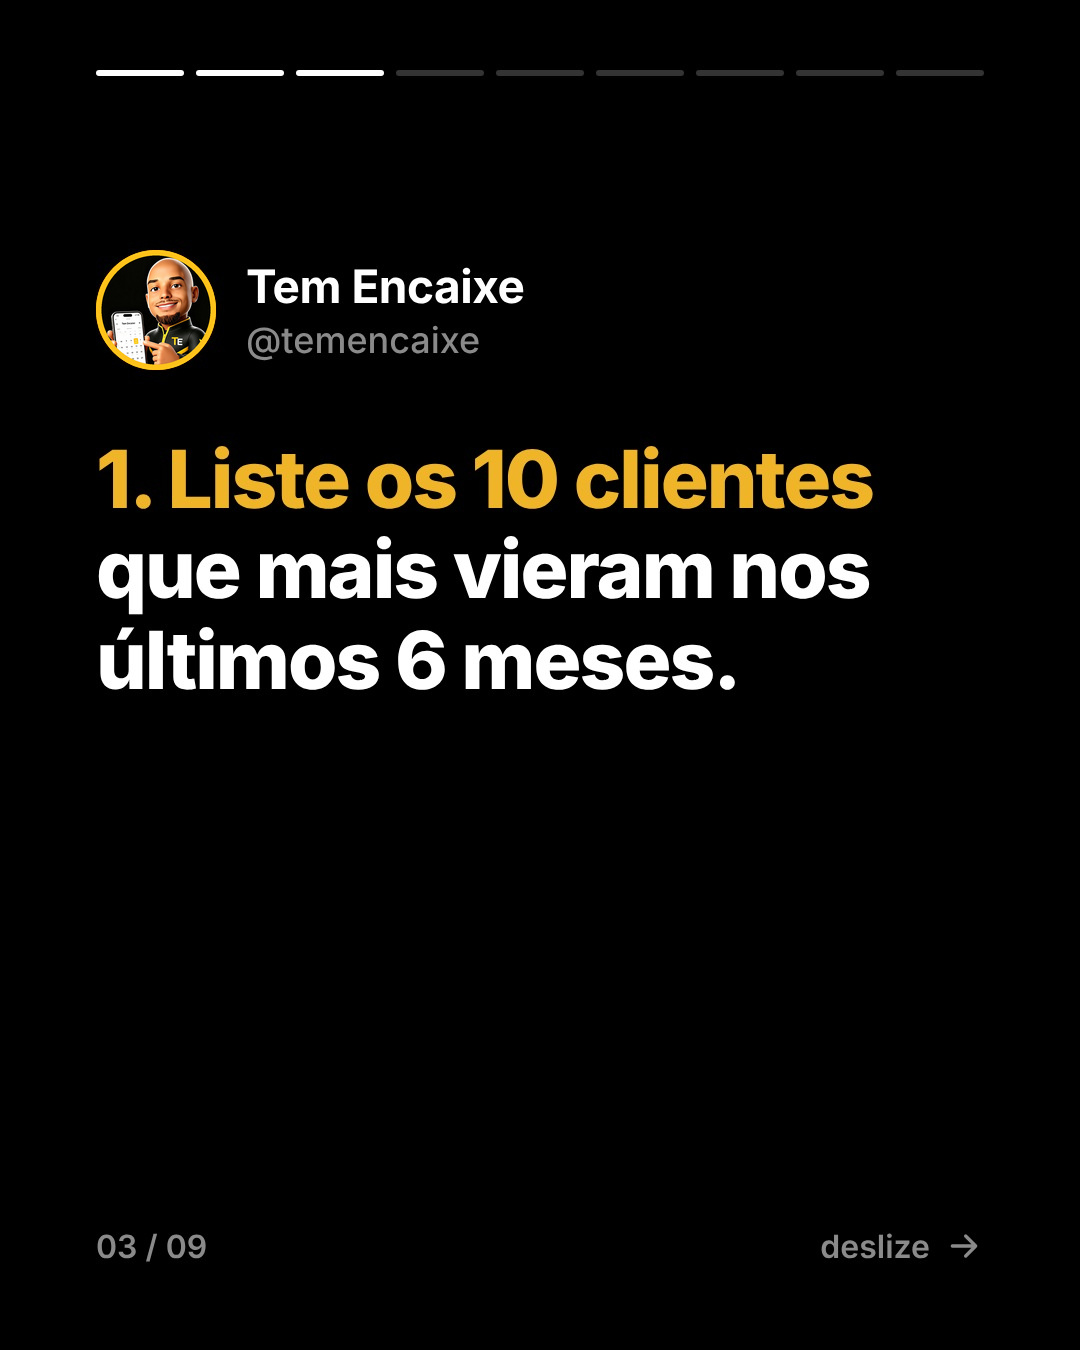 Tem Encaixe
@temencaixe
1. Liste os 10 clientes
que mais vieram nos
últimos 6 meses.
03 / 09
deslize →